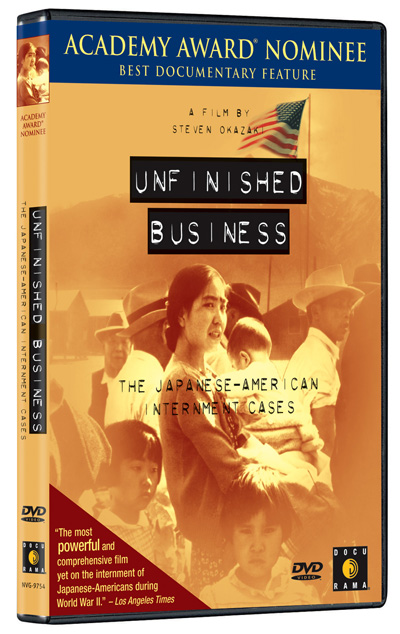 ACADEMY AWARD® NOMINEE
BEST DOCUMENTARY FEATURE
A FILM BY
STEVEN OKAZAKI
UNFINISHED
BUSINESS
THE JAPANESE-AMERICAN
INTERNMENT CASES
"The most
powerful and
comprehensive film
yet on the internment of
Japanese-Americans during
World War II." – Los Angeles Times
DVD
VIDEO
DOCU
RAMA
ACADEMY
AWARD®
NOMINEE
UNFINISHED BUSINESS
THE JAPANESE-AMERICAN INTERNMENT CASES
DVD
VIDEO
DOCU
RAMA
NVG-9754